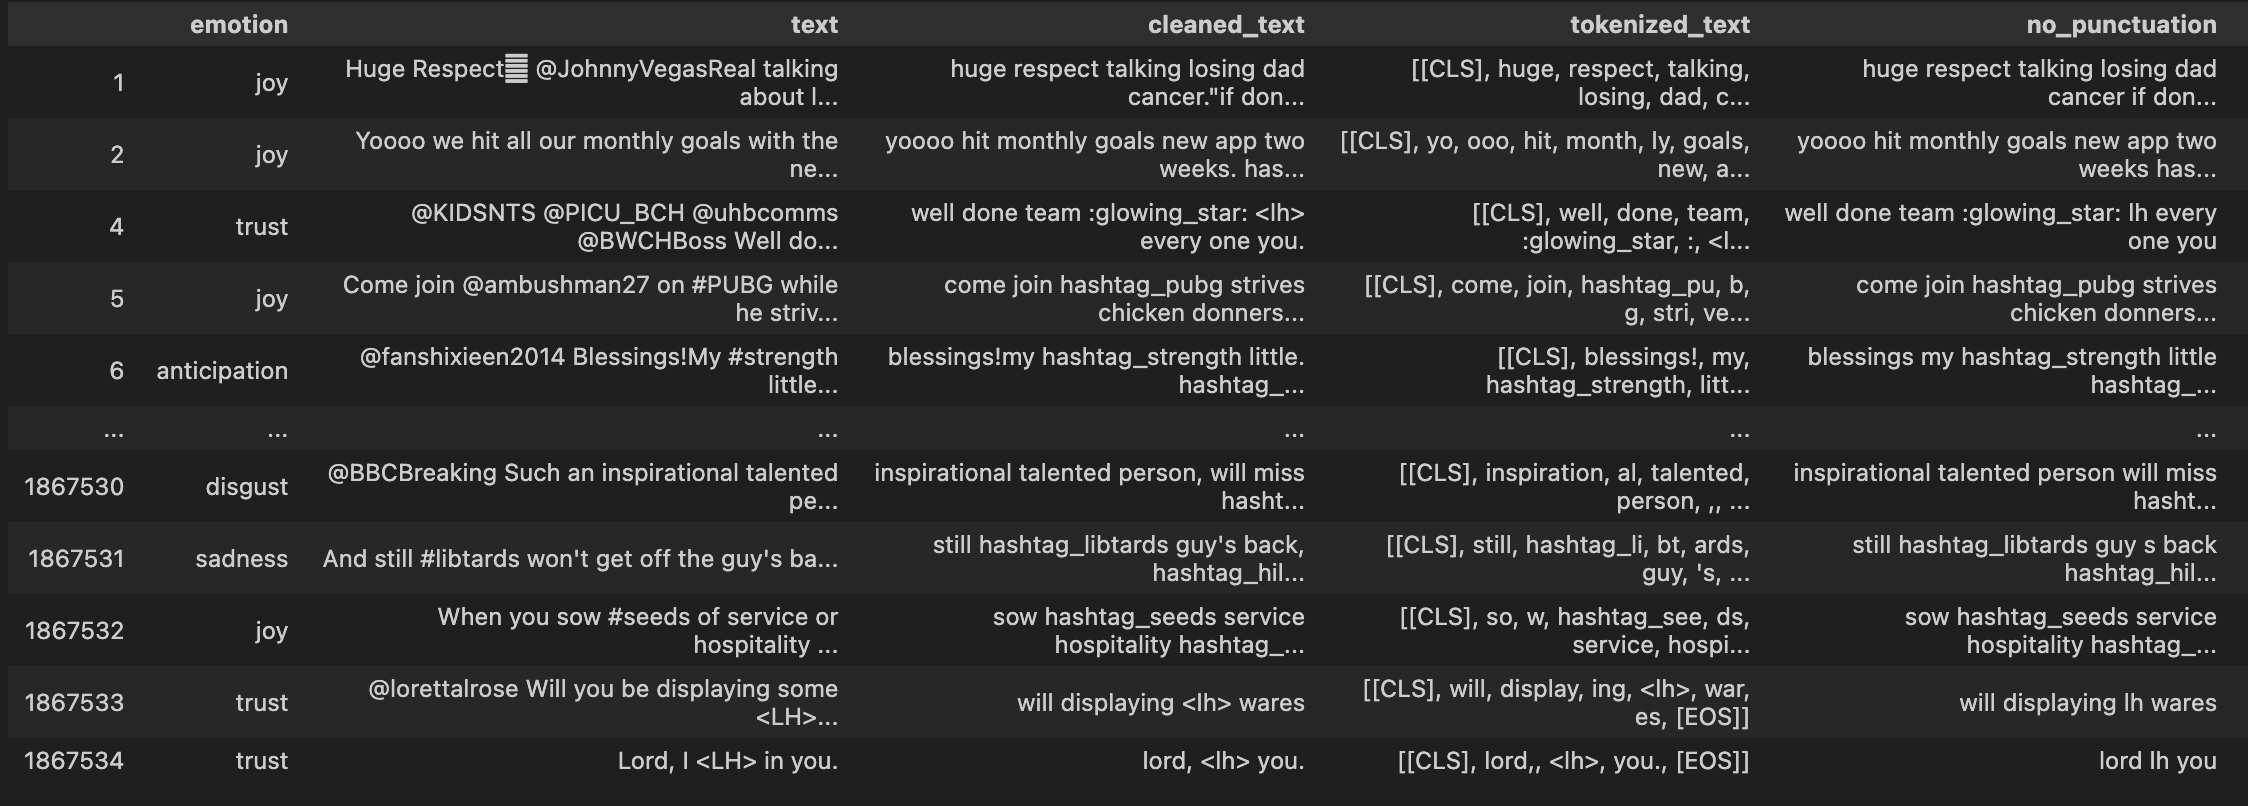 emotion text cleaned_text tokenized_text no_punctuation
1 joy Huge Respect @JohnnyVegasReal talking about l... huge respect talking losing dad cancer."if don... [[CLS], huge, respect, talking, losing, dad, c... huge respect talking losing dad cancer if don...
2 joy Yoooo we hit all our monthly goals with the ne... yoooo hit monthly goals new app two weeks. has... [[CLS], yo, ooo, hit, month, ly, goals, new, a... yoooo hit monthly goals new app two weeks has...
4 trust @KIDSNTS @PICU_BCH @uhbcomms @BWCHBoss Well do... well done team :glowing_star: <lh> every one you. [[CLS], well, done, team, :glowing_star, :, <l... well done team :glowing_star: lh every one you
5 joy Come join @ambushman27 on #PUBG while he striv... come join hashtag_pubg strives chicken donners... [[CLS], come, join, hashtag_pu, b, g, stri, ve... come join hashtag_pubg strives chicken donners...
6 anticipation @fanshixieen2014 Blessings!My #strength little... blessings!my hashtag_strength little. hashtag_... [[CLS], blessings!, my, hashtag_strength, litt... blessings my hashtag_strength little hashtag_...
... ... ... ... ... ...
1867530 disgust @BBCBreaking Such an inspirational talented pe... inspirational talented person, will miss hasht... [[CLS], inspiration, al, talented, person, ,, ... inspirational talented person will miss hasht...
1867531 sadness And still #libtards won't get off the guy's ba... still hashtag_libtards guy's back, hashtag_hil... [[CLS], still, hashtag_li, bt, ards, guy, 's, ... still hashtag_libtards guy s back hashtag_hil...
1867532 joy When you sow #seeds of service or hospitality ... sow hashtag_seeds service hospitality hashtag_... [[CLS], so, w, hashtag_see, ds, service, hospi... sow hashtag_seeds service hospitality hashtag_...
1867533 trust @lorettalrose Will you be displaying some <LH>... will displaying <lh> wares [[CLS], will, display, ing, <lh>, war, es, [EOS]] will displaying lh wares
1867534 trust Lord, I <LH> in you. lord, <lh> you. [[CLS], lord,, <lh>, you., [EOS]] lord lh you